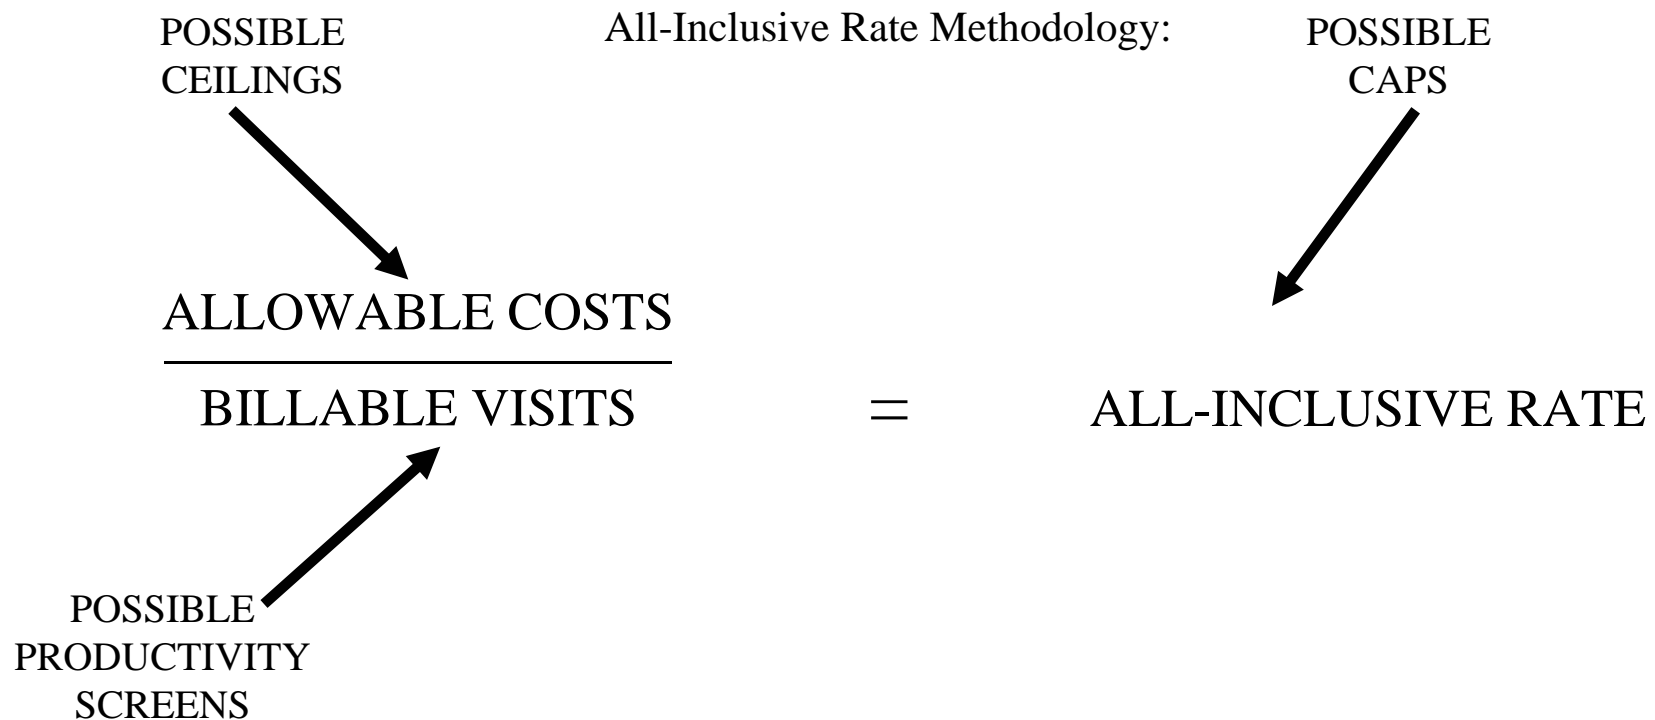 All-Inclusive Rate Methodology:
POSSIBLE
CEILINGS
POSSIBLE
CAPS
ALLOWABLE COSTS
BILLABLE VISITS
=
ALL-INCLUSIVE RATE
POSSIBLE
PRODUCTIVITY
SCREENS